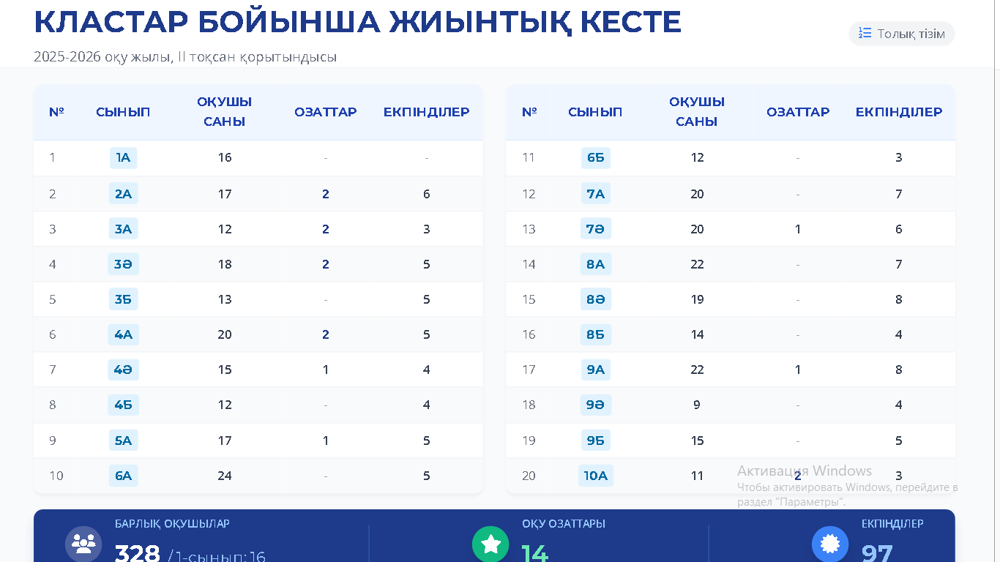 КЛАСТАР БОЙЫНША ЖИЫНТЫҚ КЕСТЕ
Толық тізім
2025-2026 оқу жылы, ІІ тоқсан қорытындысы
№ СЫНЫП ОҚУШЫ САНЫ ОЗАТТАР ЕКПІНДІЛЕР
1 1А 16 - -
2 2А 17 2 6
3 3А 12 2 3
4 3Ә 18 2 5
5 3Б 13 - 5
6 4А 20 2 5
7 4Ә 15 1 4
8 4Б 12 - 4
9 5А 17 1 5
10 6А 24 - 5
№ СЫНЫП ОҚУШЫ САНЫ ОЗАТТАР ЕКПІНДІЛЕР
11 6Б 12 - 3
12 7А 20 - 7
13 7Ә 20 1 6
14 8А 22 - 7
15 8Ә 19 - 8
16 8Б 14 - 4
17 9А 22 1 8
18 9Ә 9 - 4
19 9Б 15 - 5
20 10А 11 2 3
Активация Windows
Чтобы активировать Windows, перейдите в
раздел "Параметры".
БАРЛЫҚ ОҚУШЫЛАР
328 / 1-сынып: 16
ОҚУ ОЗАТТАРЫ
14
ЕКПІНДІЛЕР
97